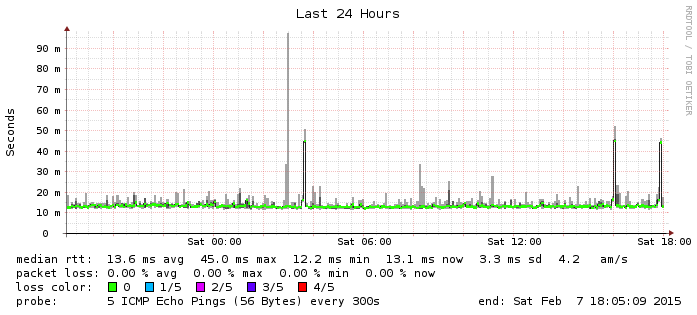 Last 24 Hours
RRDTOOL / TOBI OETIKER
Seconds
90 m
80 m
70 m
60 m
50 m
40 m
30 m
20 m
10 m
0
Sat 00:00 Sat 06:00 Sat 12:00 Sat 18:00
median rtt: 13.6 ms avg 45.0 ms max 12.2 ms min 13.1 ms now 3.3 ms sd 4.2 am/s
packet loss: 0.00 % avg 0.00 % max 0.00 % min 0.00 % now
loss color: 0 1/5 2/5 3/5 4/5
probe: 5 ICMP Echo Pings (56 Bytes) every 300s end: Sat Feb 7 18:05:09 2015